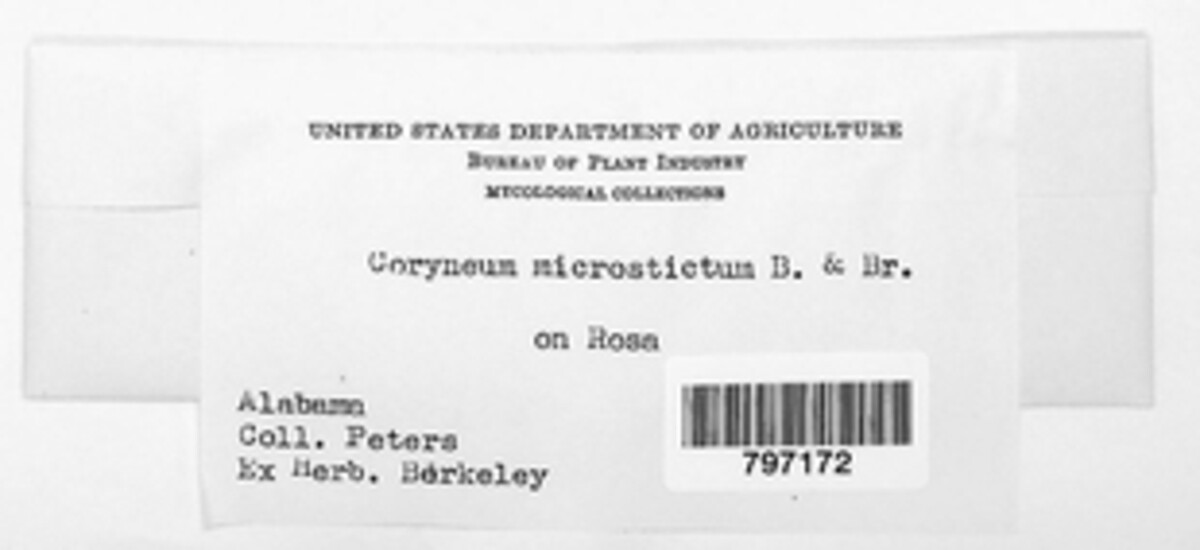 UNITED STATES DEPARTMENT OF AGRICULTURE
BUREAU OF PLANT INDUSTRY
MYCOLOGICAL COLLECTIONS
Coryneum microstictum B. & Br.
on Rosa
Alabama
Coll. Peters
Ex Herb. Berkeley
797172